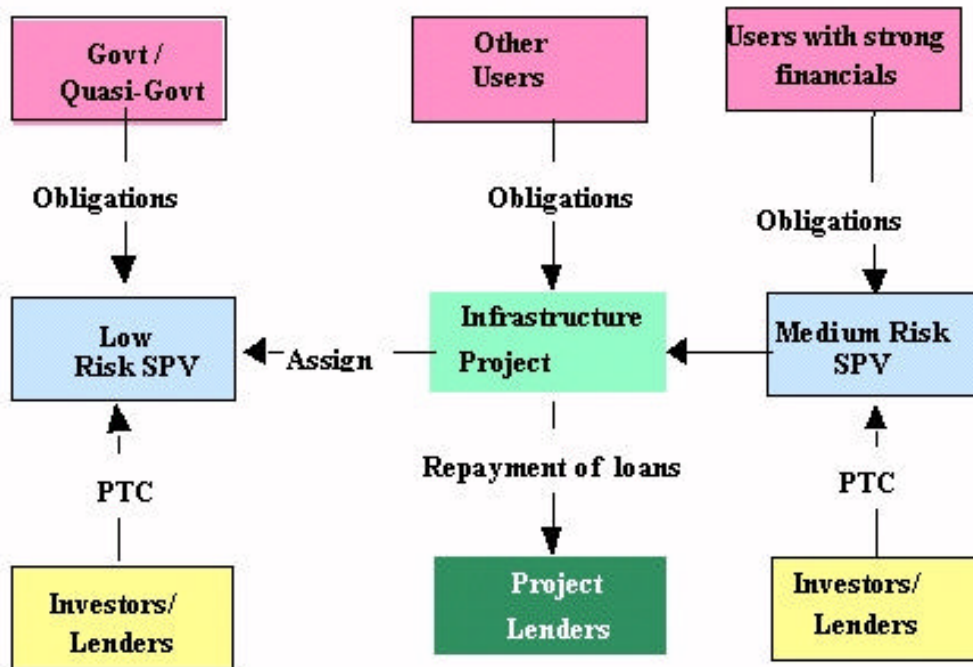 Govt /
Quasi-Govt
Other
Users
Users with strong
financials
Obligations
Obligations
Obligations
Low
Risk SPV
Assign
Infrastructure
Project
Medium Risk
SPV
PTC
Repayment of loans
PTC
Investors/
Lenders
Project
Lenders
Investors/
Lenders